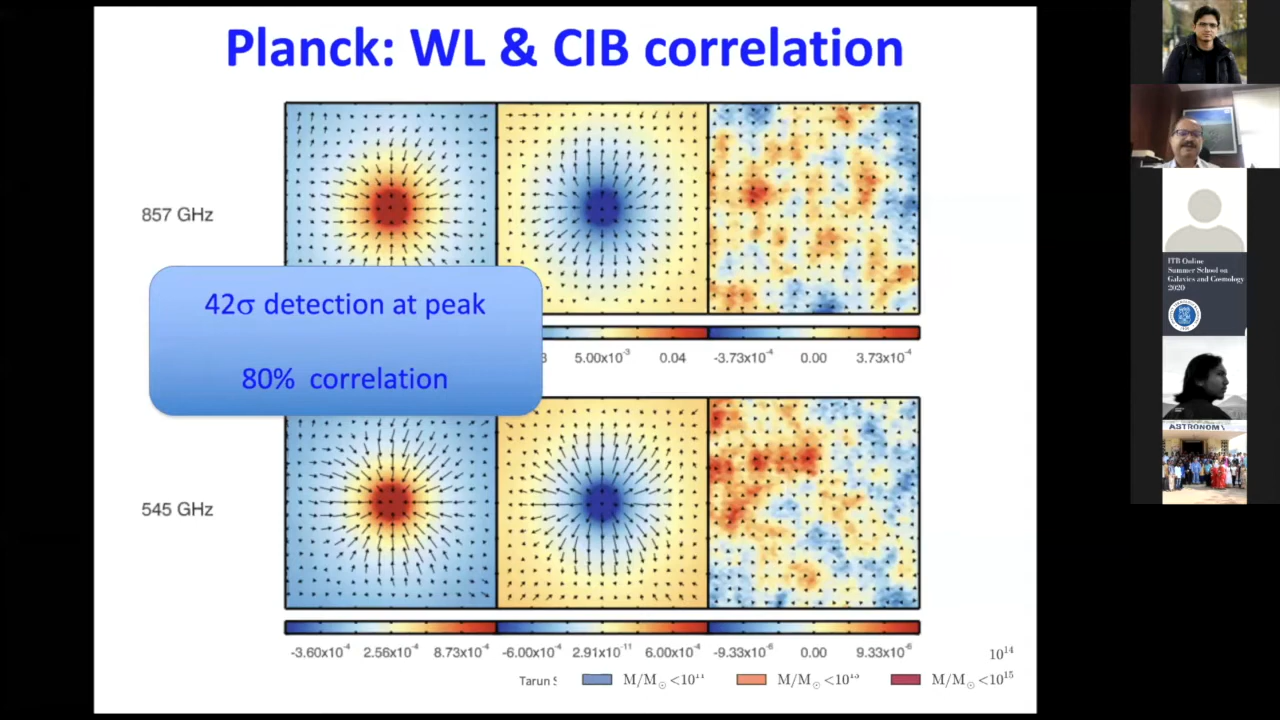 Planck: WL & CIB correlation
857 GHz
42σ detection at peak
80% correlation
5.00x10⁻³ 0.04 -3.73x10⁻⁴ 0.00 3.73x10⁻⁴
545 GHz
-3.60x10⁻⁴ 2.56x10⁻⁴ 8.73x10⁻⁴ -6.00x10⁻⁴ 2.91x10⁻¹¹ 6.00x10⁻⁴ -9.33x10⁻⁶ 0.00 9.33x10⁻⁶
10¹⁴
Tarun M/M☉ < M/M☉ < M/M☉ <10¹⁵
ITB Online
Summer School on
Galaxies and Cosmology
2020
ASTRONOMY